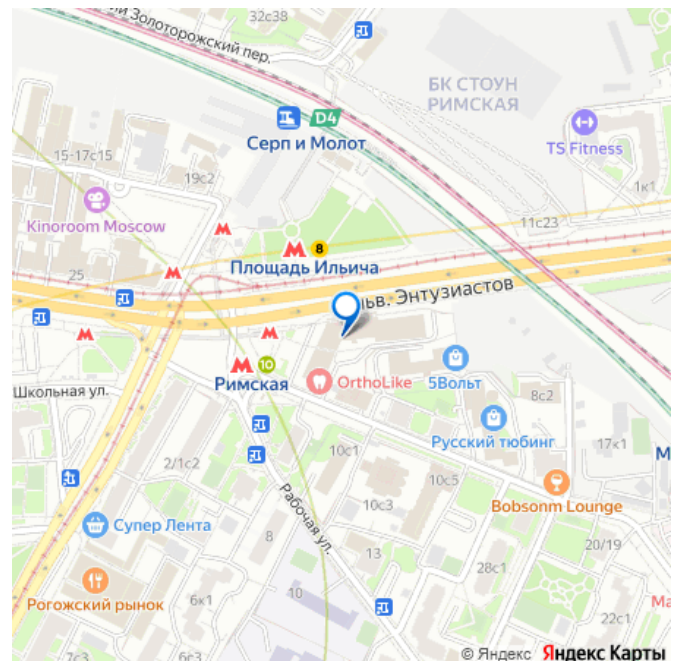 32с38
Золоторожский пер.
БК СТОУН
РИМСКАЯ
D4
Серп и Молот
TS Fitness
15-17с15
19с2
1к1
Kinoroom Moscow
11с23
8
Площадь Ильича
25
ьв. Энтузиастов
10
Римская
OrthoLike
5Вольт
Школьная ул.
8с2
Русский тюбинг
2/1с2
10с1
17к1
М
10с5
Рабочая ул.
Bobsonm Lounge
10с3
Супер Лента
8
13
20/19
28с1
Рогожский рынок
6к1
10
Ма
22с1
7с3
7с3
© Яндекс Яндекс Карты